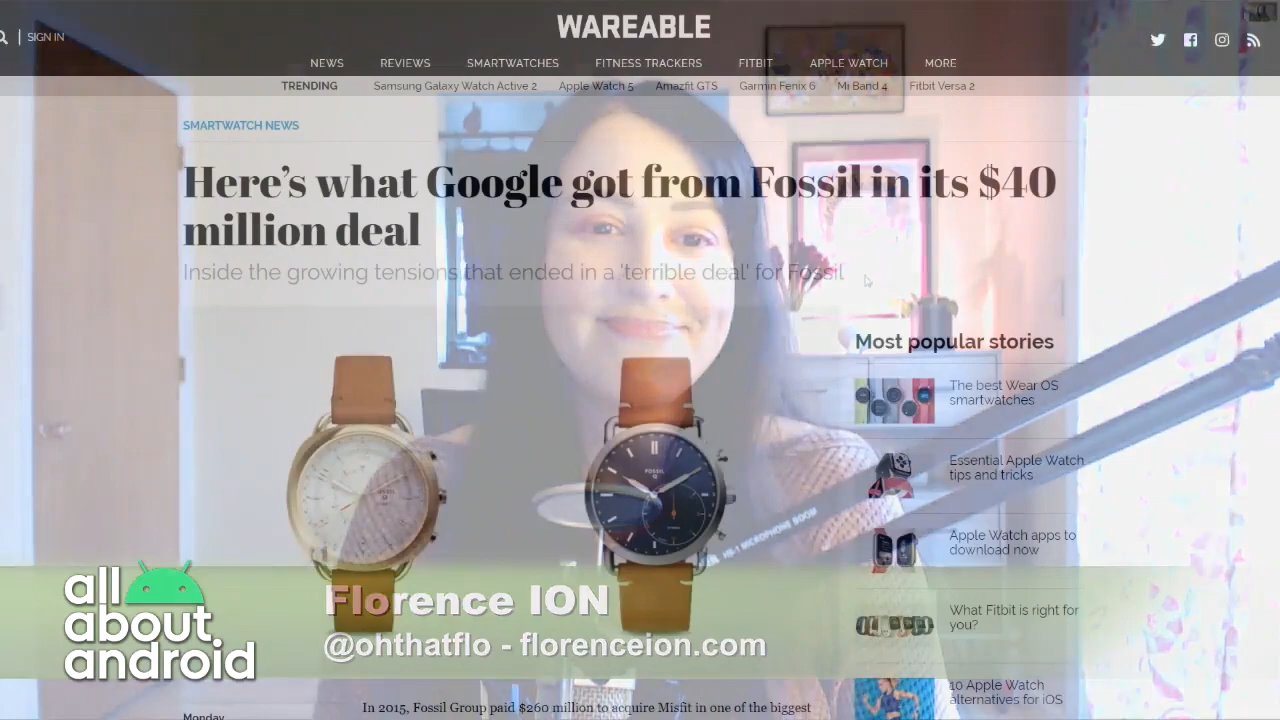 WAREABLE
SIGN IN
NEWS REVIEWS SMARTWATCHES FITNESS TRACKERS FITBIT APPLE WATCH MORE
TRENDING Samsung Galaxy Watch Active 2 Apple Watch 5 Amazfit GTS Garmin Fenix 6 Mi Band 4 Fitbit Versa 2
SMARTWATCH NEWS
Here's what Google got from Fossil in its $40
million deal
Inside the growing tensions that ended in a 'terrible deal' for Fossil
Most popular stories
The best Wear OS
smartwatches
Essential Apple Watch
tips and tricks
Apple Watch apps to
download now
What Fitbit is right for
you?
10 Apple Watch
alternatives for iOS
FOSSIL
MICROPHONE BOOM
all
about
android
Florence ION
@ohthatflo - florenceion.com
In 2015, Fossil Group paid $260 million to acquire Misfit in one of the biggest
Monday